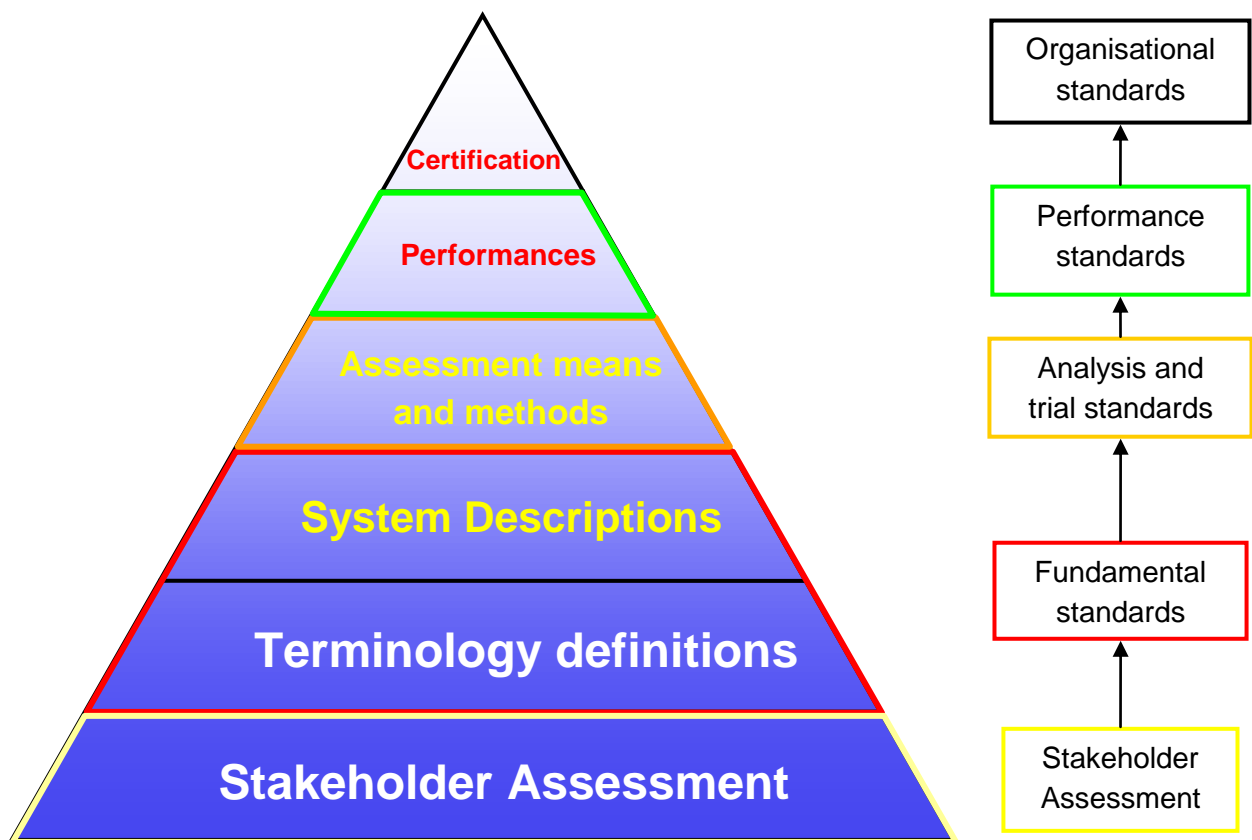 Certification
Performances
Assessment means
and methods
System Descriptions
Terminology definitions
Stakeholder Assessment
Organisational
standards
Performance
standards
Analysis and
trial standards
Fundamental
standards
Stakeholder
Assessment